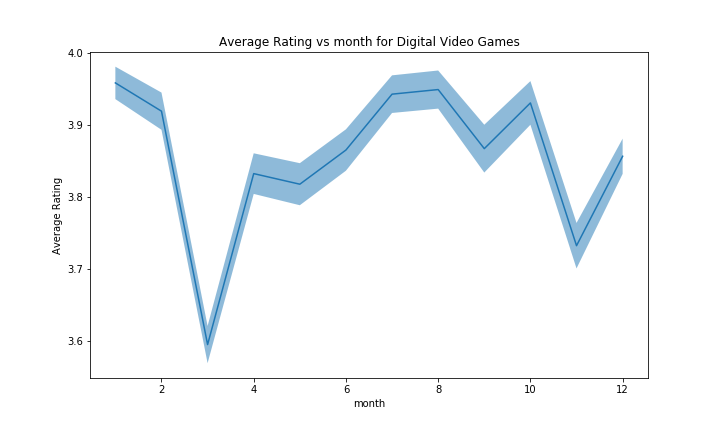 Average Rating vs month for Digital Video Games
4.0
3.9
3.8
3.7
3.6
Average Rating
2 4 6 8 10 12
month